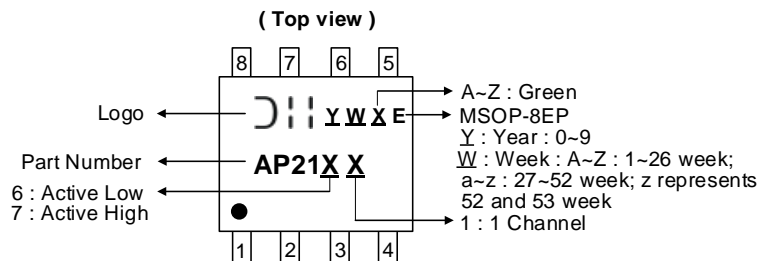 ( Top view )
8 7 6 5
Logo
Y W X E
A~Z : Green
MSOP-8EP
Y : Year : 0~9
W : Week : A~Z : 1~26 week;
a~z : 27~52 week; z represents
52 and 53 week
Part Number
AP21X X
6 : Active Low
7 : Active High
1 : 1 Channel
1 2 3 4